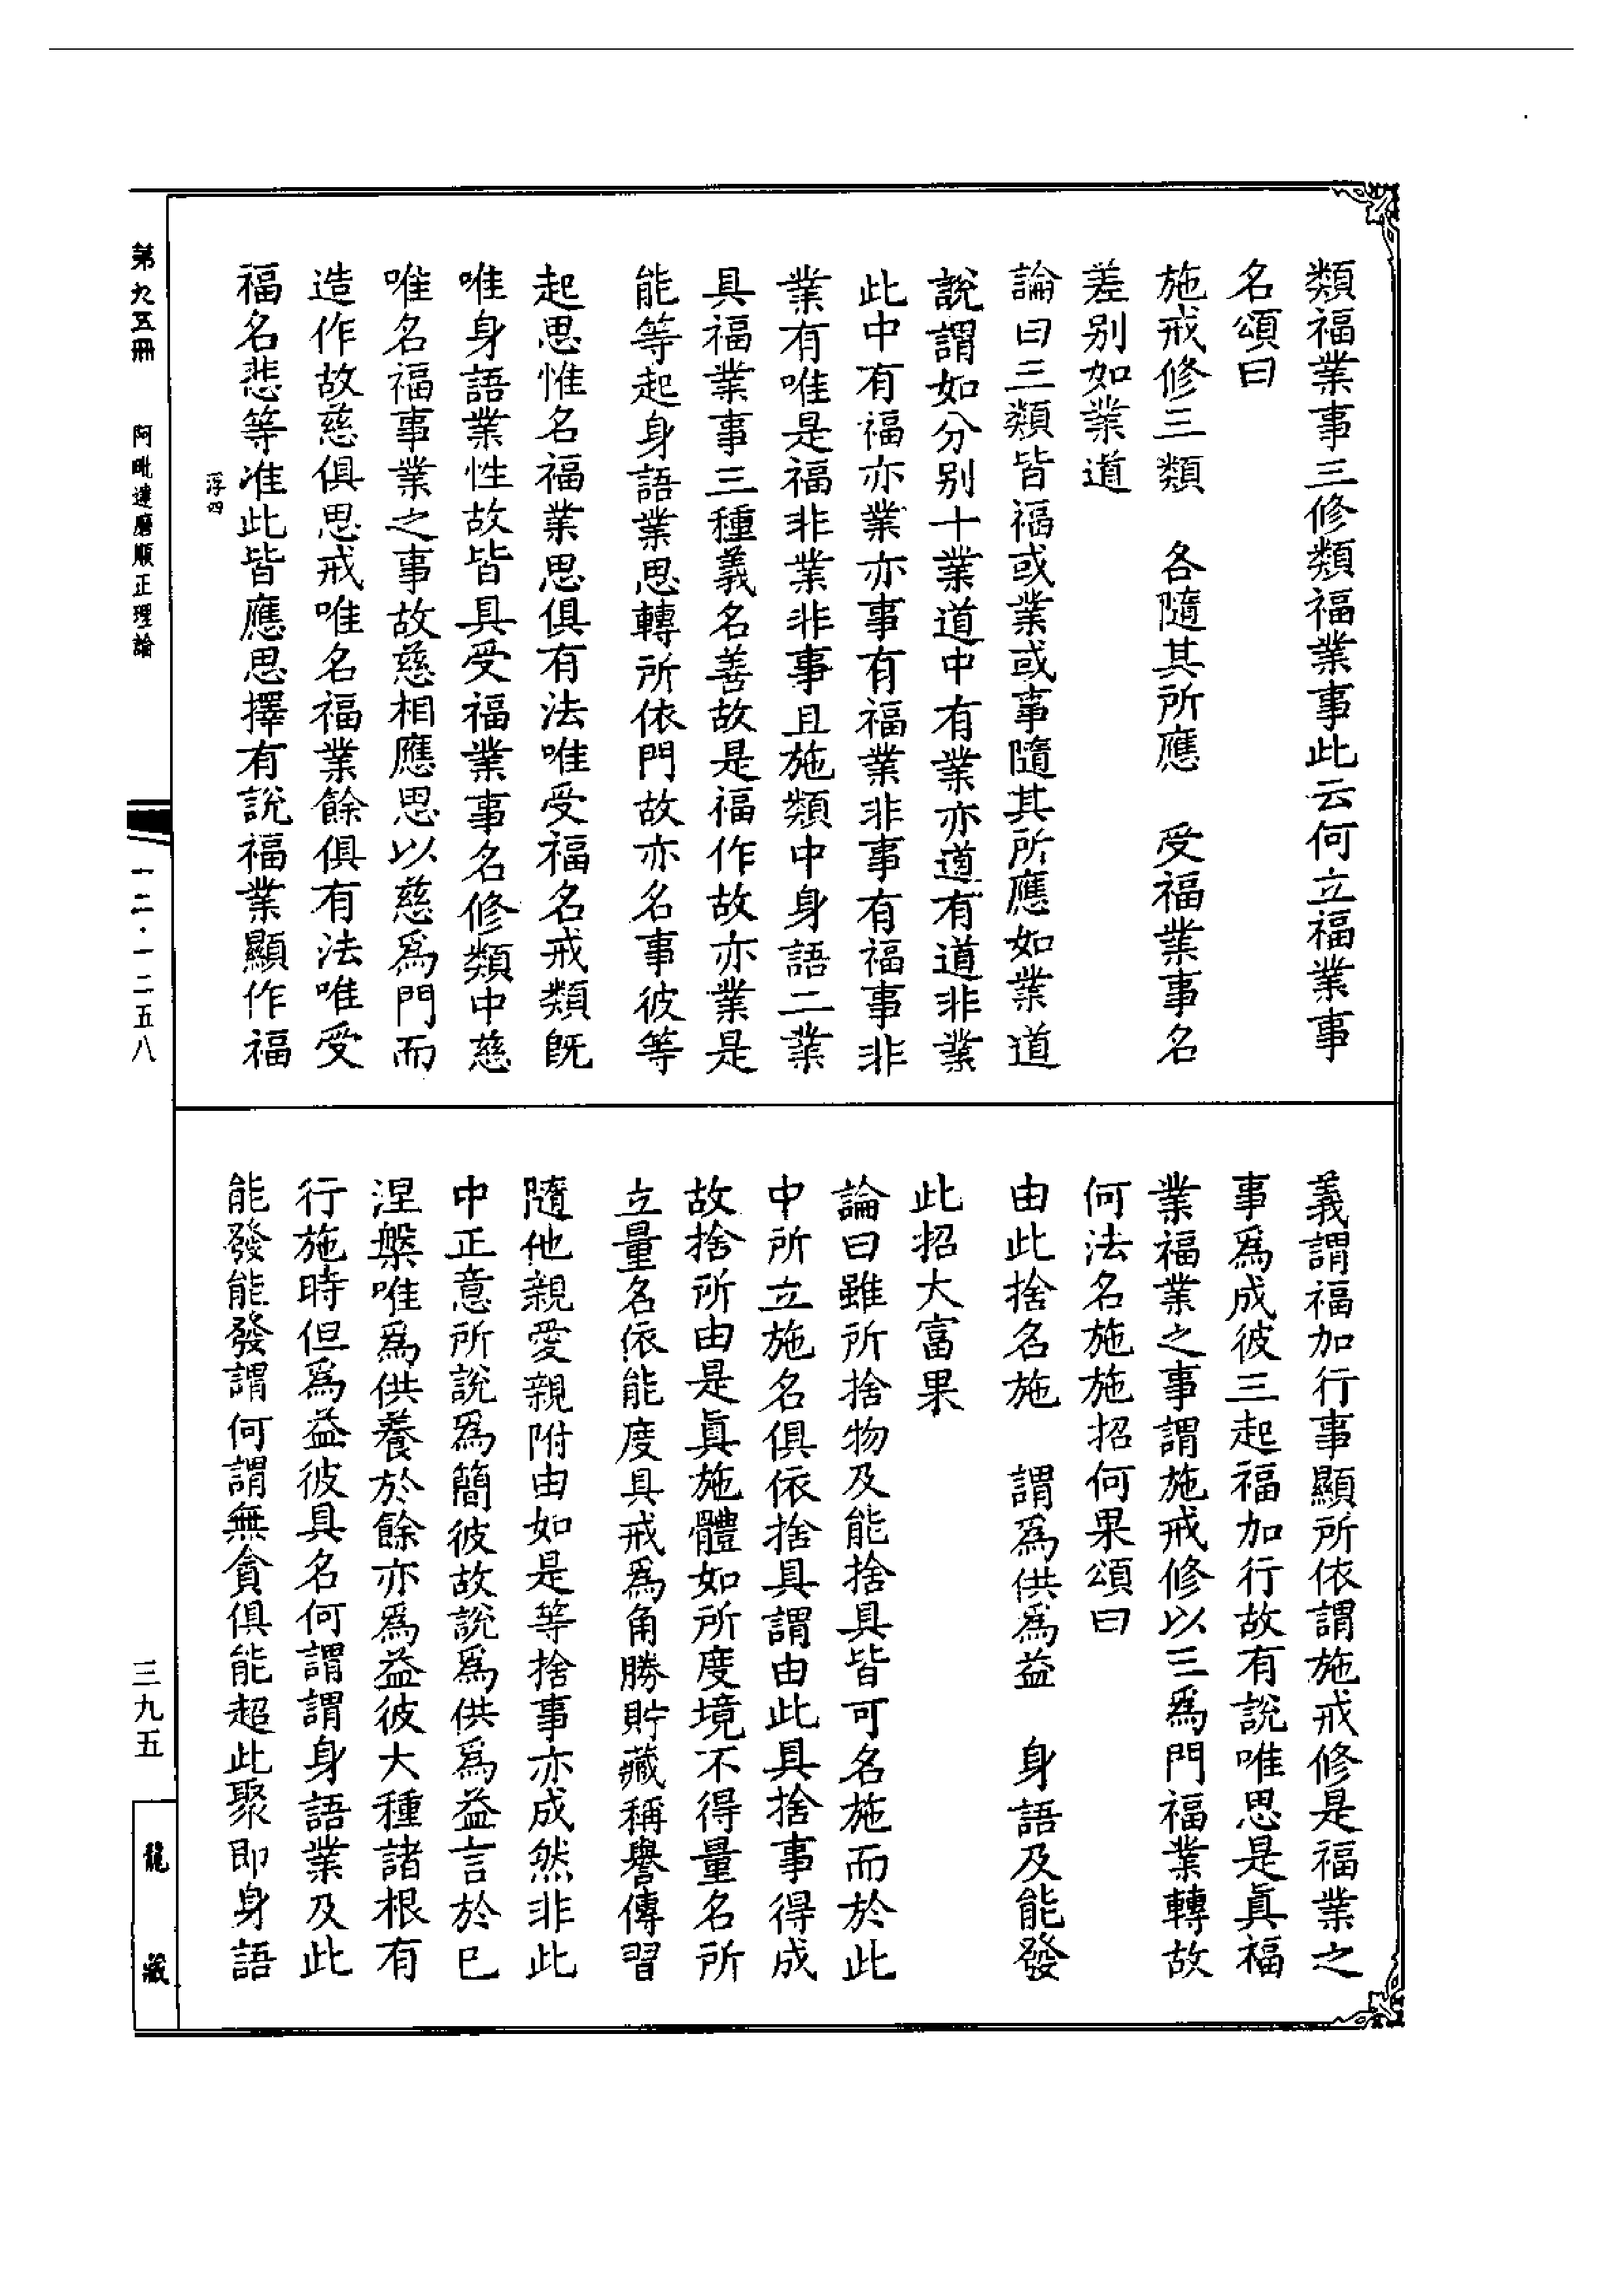 類福業事三修類福業事此云何立福業事
名頌曰
施戒修三類　各隨其所應　受福業事名
差别如業道
論曰三類皆福或業或事隨其所應如業道
說謂如分别十業道中有業亦道有道非業
此中有福亦業亦事有福業非事有福事非
業有唯是福非業非事且施類中身語二業
具福業事三種義名善故是福作故亦業是
能等起身語業思轉所依門故亦名事彼等
起思惟名福業思俱有法唯受福名戒類旣
唯身語業性故皆具受福業事名修類中慈
唯名福事業之事故慈相應思以慈爲門而
造作故慈俱思戒唯名福業餘俱有法唯受
福名悲等准此皆應思擇有說福業顯作福
浮四
義謂福加行事顯所依謂施戒修是福業之
事爲成彼三起福加行故有說唯思是眞福
業福業之事謂施戒修以三爲門福業轉故
何法名施施招何果頌曰
由此捨名施　謂爲供爲益　身語及能發
此招大富果
論曰雖所捨物及能捨具皆可名施而於此
中所立施名俱依捨具謂由此具捨事得成
故捨所由是眞施體如所度境不得量名所
立量名依能度具戒爲角勝貯藏稱譽傳習
隨他親愛親附由如是等捨事亦成然非此
中正意所說爲簡彼故說爲供爲益言於已
涅槃唯爲供養於餘亦爲益彼大種諸根有
行施時但爲益彼具名何謂謂身語業及此
能發能發謂何謂無貪俱能超此聚即身語
第九五冊　阿毗達磨順正理論
一二·一二五八
三九五
龍藏